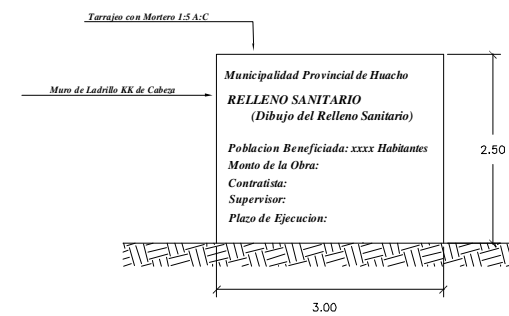 Tarrajeo con Mortero 1:5 A:C
Muro de Ladrillo KK de Cabeza
Municipalidad Provincial de Huacho
RELLENO SANITARIO
(Dibujo del Relleno Sanitario)
Poblacion Beneficiada: xxxx Habitantes
Monto de la Obra:
Contratista:
Supervisor:
Plazo de Ejecucion:
2.50
3.00